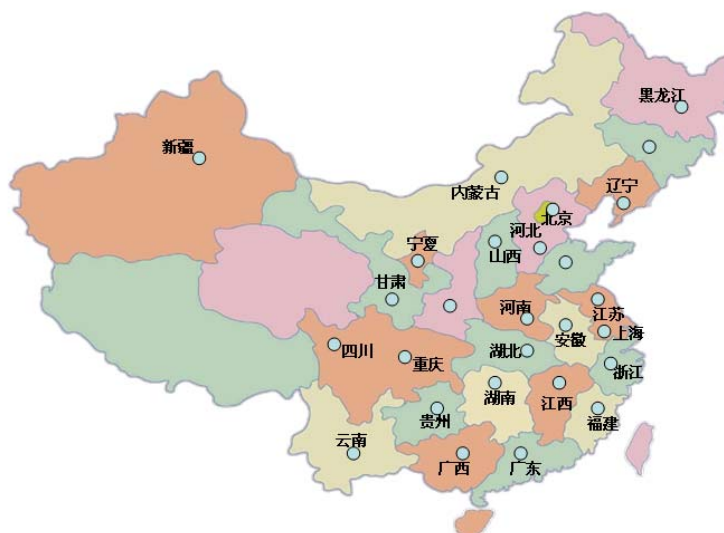 黑龙江
新疆
内蒙古
辽宁
北京
河北
宁夏
山西
甘肃
河南
江苏
安徽
上海
四川
重庆
湖北
浙江
湖南
江西
贵州
福建
云南
广西
广东